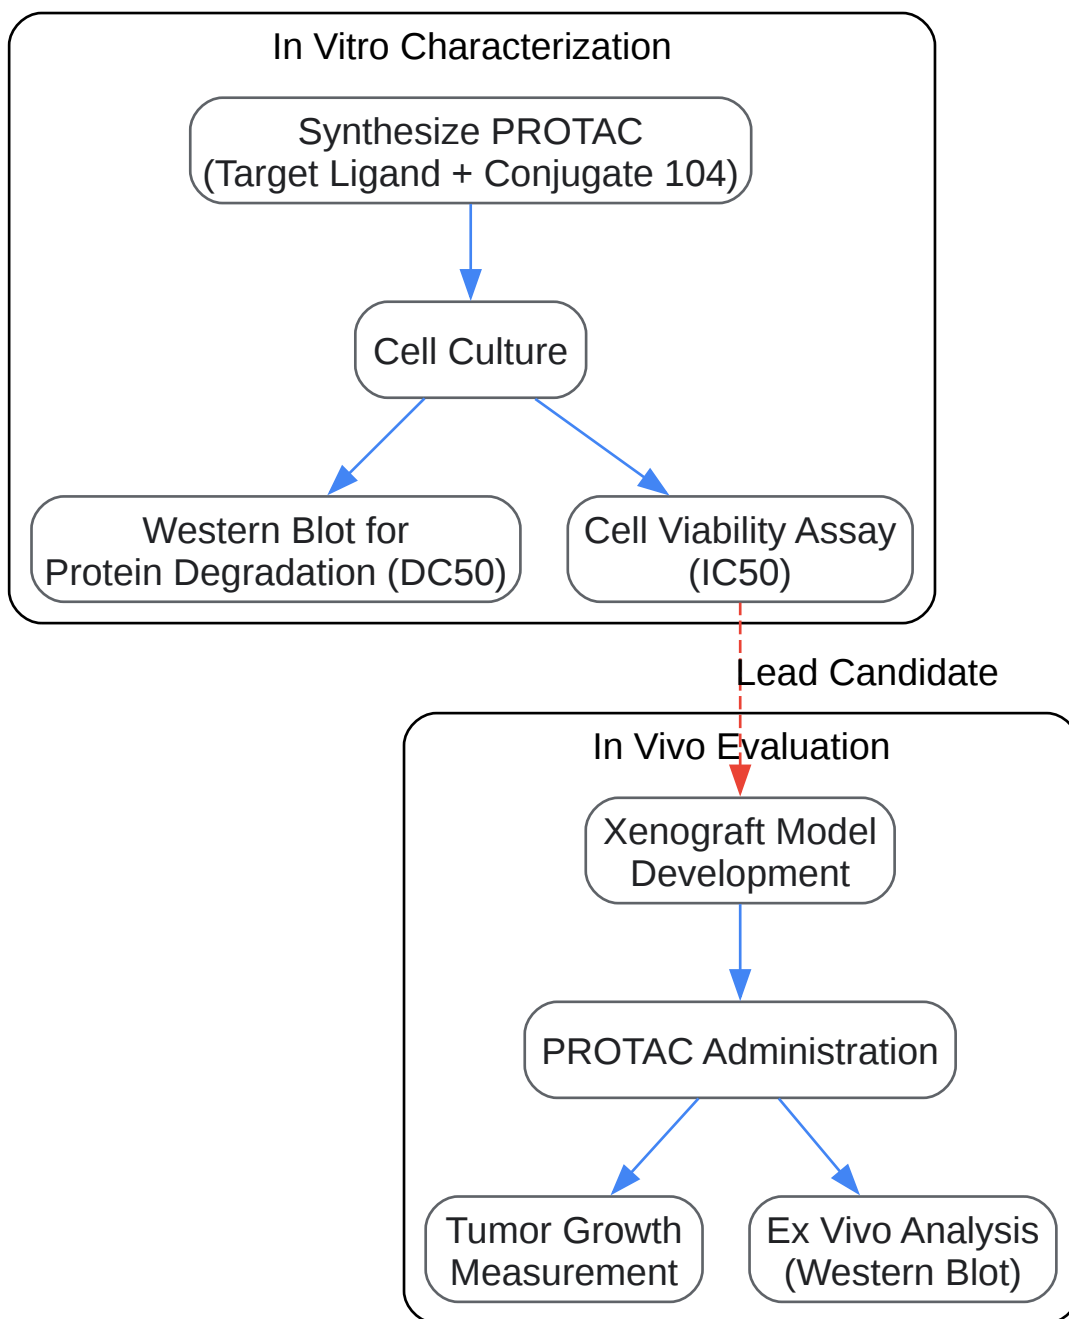 In Vitro Characterization
Synthesize PROTAC
(Target Ligand + Conjugate 104)
Cell Culture
Western Blot for
Protein Degradation (DC50)
Cell Viability Assay
(IC50)
Lead Candidate
In Vivo Evaluation
Xenograft Model
Development
PROTAC Administration
Tumor Growth
Measurement
Ex Vivo Analysis
(Western Blot)